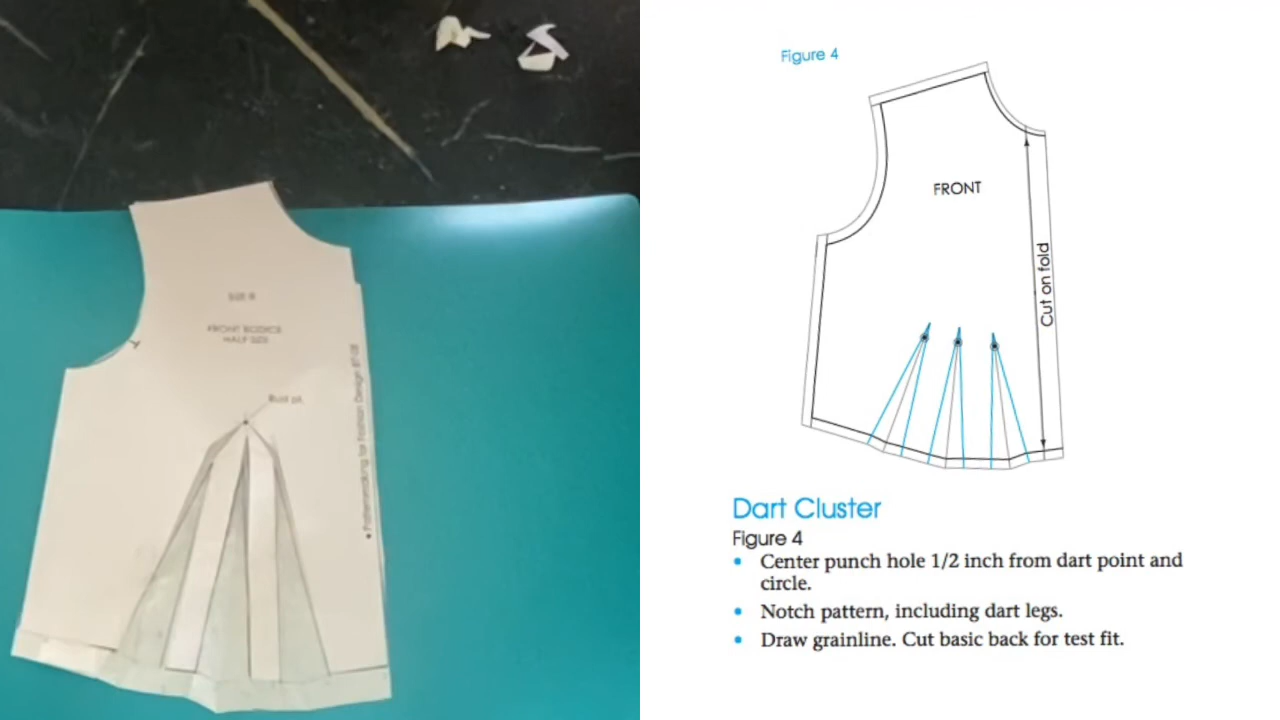 SIZE 8
FRONT BODICE
HALF SIZE
Bust pt.
• Patternmaking for Fashion Design
Figure 4
FRONT
Cut on fold
Dart Cluster
Figure 4
• Center punch hole 1/2 inch from dart point and
circle.
• Notch pattern, including dart legs.
• Draw grainline. Cut basic back for test fit.